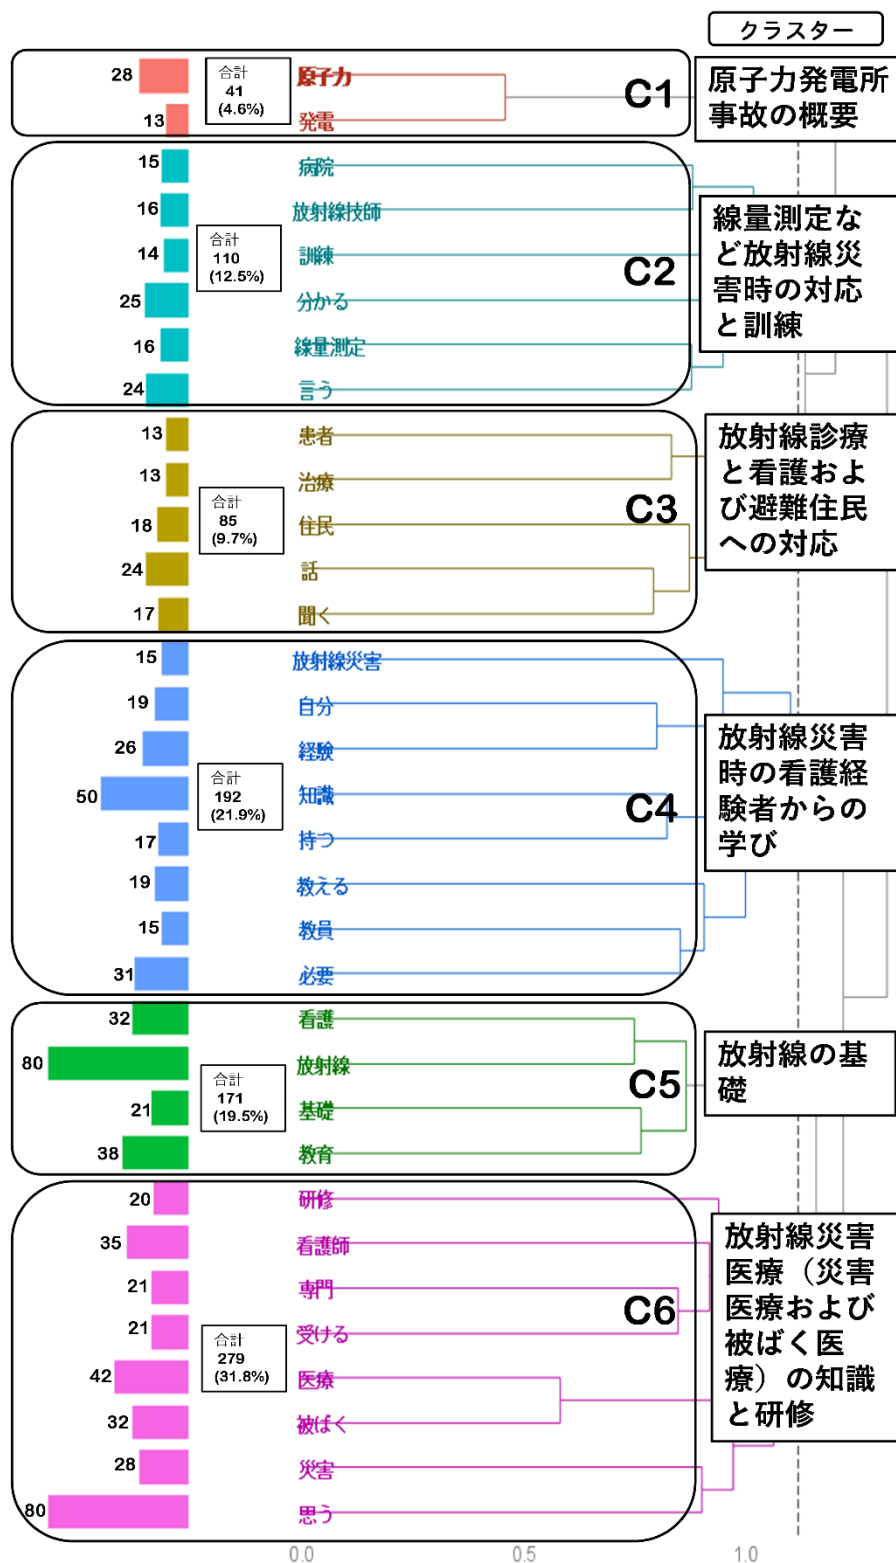 クラスター
28
原子力
13
発電
合計
41
(4.6%)
C1
原子力発電所
事故の概要
15
病院
16
放射線技師
14
訓練
25
分かる
16
線量測定
24
言う
合計
110
(12.5%)
C2
線量測定な
ど放射線災
害時の対応
と訓練
13
患者
13
治療
18
住民
24
話
17
聞く
合計
85
(9.7%)
C3
放射線診療
と看護およ
び避難住民
への対応
15
放射線災害
19
自分
26
経験
50
知識
17
持つ
19
教える
15
教員
31
必要
合計
192
(21.9%)
C4
放射線災害
時の看護経
験者からの
学び
32
看護
80
放射線
21
基礎
38
教育
合計
171
(19.5%)
C5
放射線の基
礎
20
研修
35
看護師
21
専門
21
受ける
42
医療
32
被ばく
28
災害
80
思う
合計
279
(31.8%)
C6
放射線災害
医療（災害
医療および
被ばく医
療）の知識
と研修
0.0 0.5 1.0